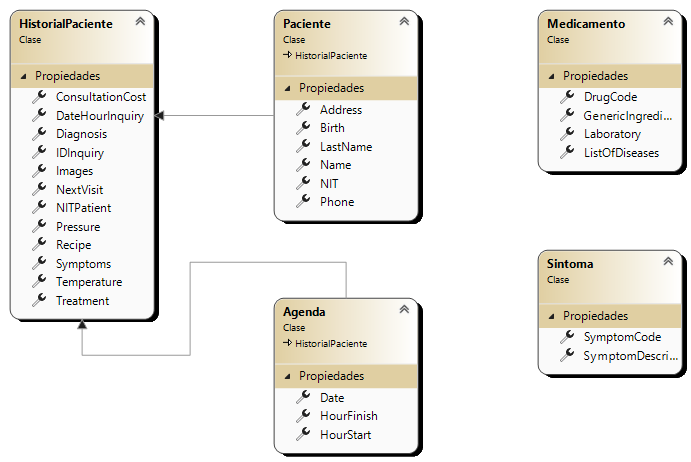 HistorialPaciente
Clase
Propiedades
ConsultationCost
DateHourInquiry
Diagnosis
IDInquiry
Images
NextVisit
NITPatient
Pressure
Recipe
Symptoms
Temperature
Treatment
Paciente
Clase
HistorialPaciente
Propiedades
Address
Birth
LastName
Name
NIT
Phone
Agenda
Clase
HistorialPaciente
Propiedades
Date
HourFinish
HourStart
Medicamento
Clase
Propiedades
DrugCode
GenericIngredi...
Laboratory
ListOfDiseases
Sintoma
Clase
Propiedades
SymptomCode
SymptomDescri...